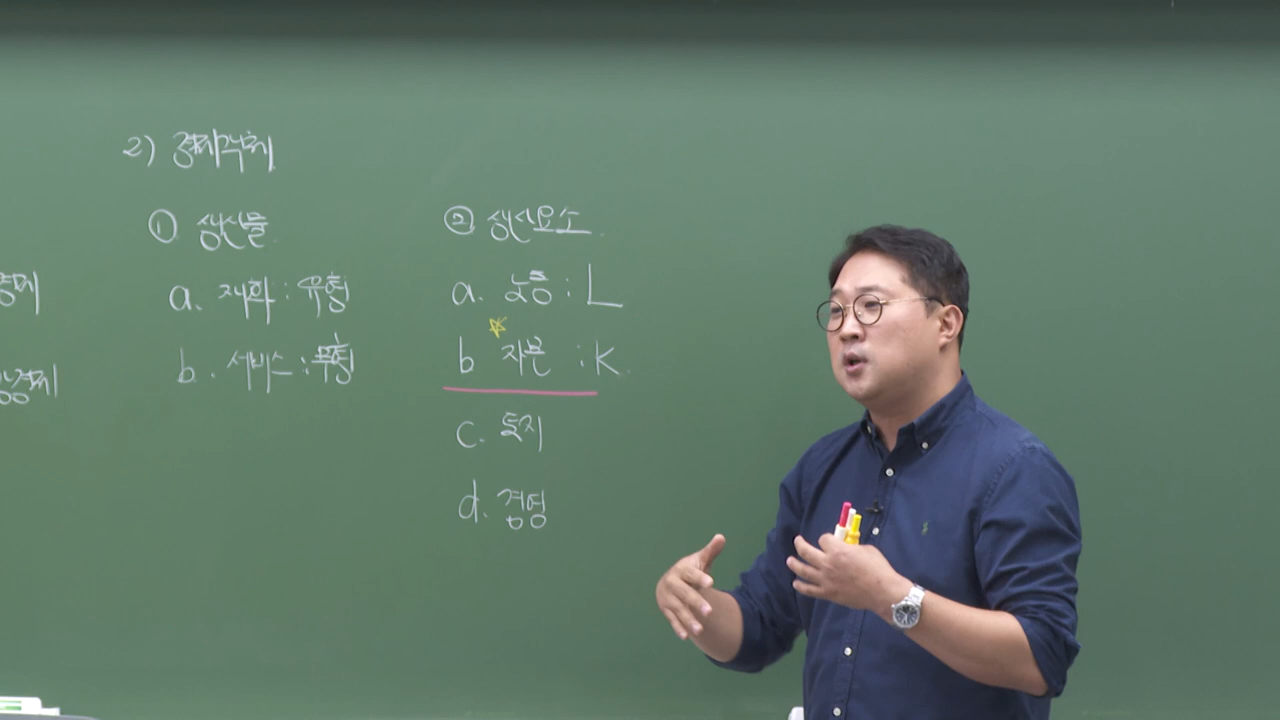 2) 경제객체
① 생산물
a. 재화 : 유형
b. 서비스 : 무형
② 생산요소
a. 노동 : L
b 자본 : K
c. 토지
d. 경영